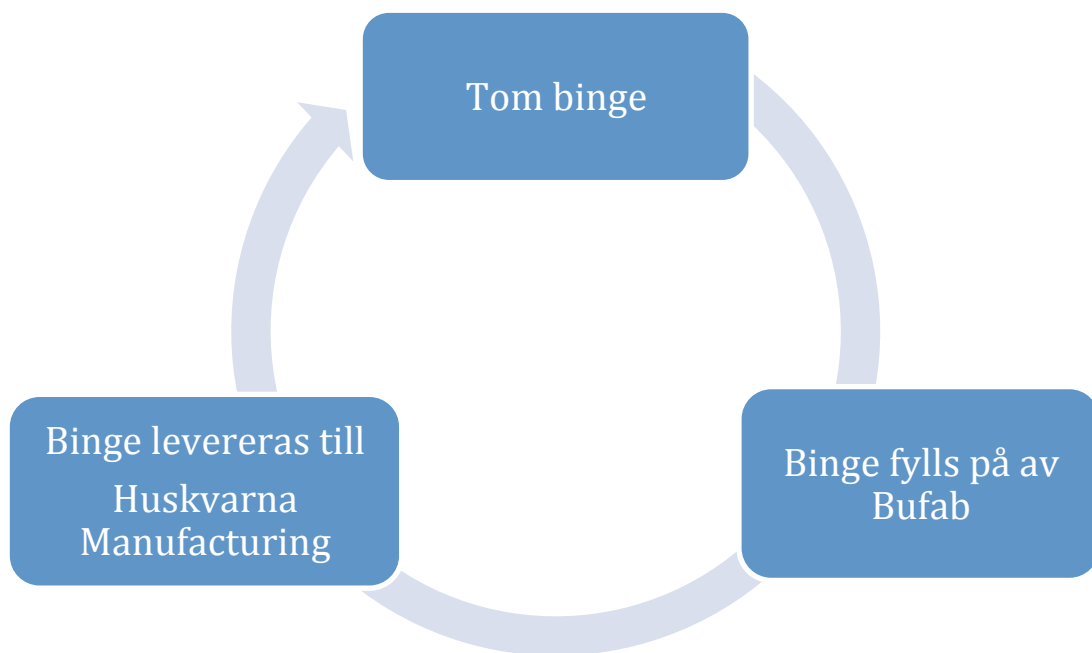 Tom binge
Binge fylls på av
Bufab
Binge levereras till
Huskvarna
Manufacturing